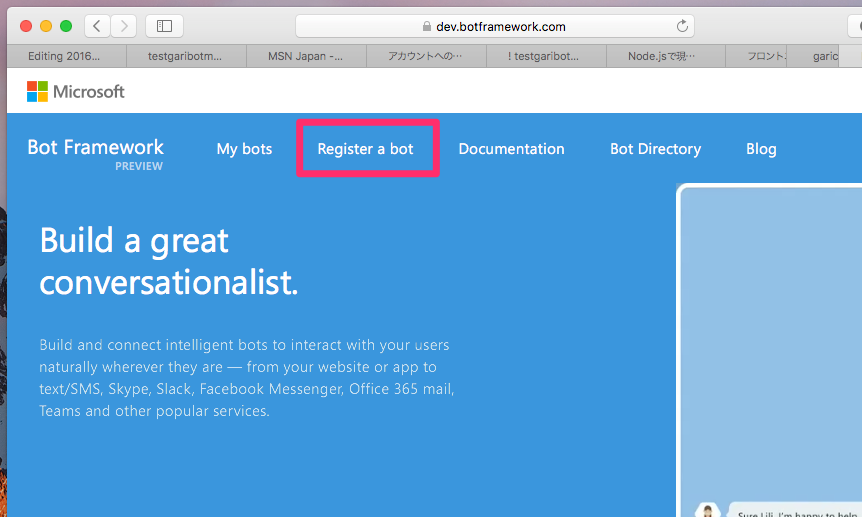 dev.botframework.com
Editing 2016...
testgaribotm...
MSN Japan -...
アカウントへの…
! testgaribot...
Node.jsで現…
フロント
garic
Microsoft
Bot Framework
PREVIEW
My bots
Register a bot
Documentation
Bot Directory
Blog
Build a great
conversationalist.
Build and connect intelligent bots to interact with your users
naturally wherever they are — from your website or app to
text/SMS, Skype, Slack, Facebook Messenger, Office 365 mail,
Teams and other popular services.
Sure Lili, I'm happy to help